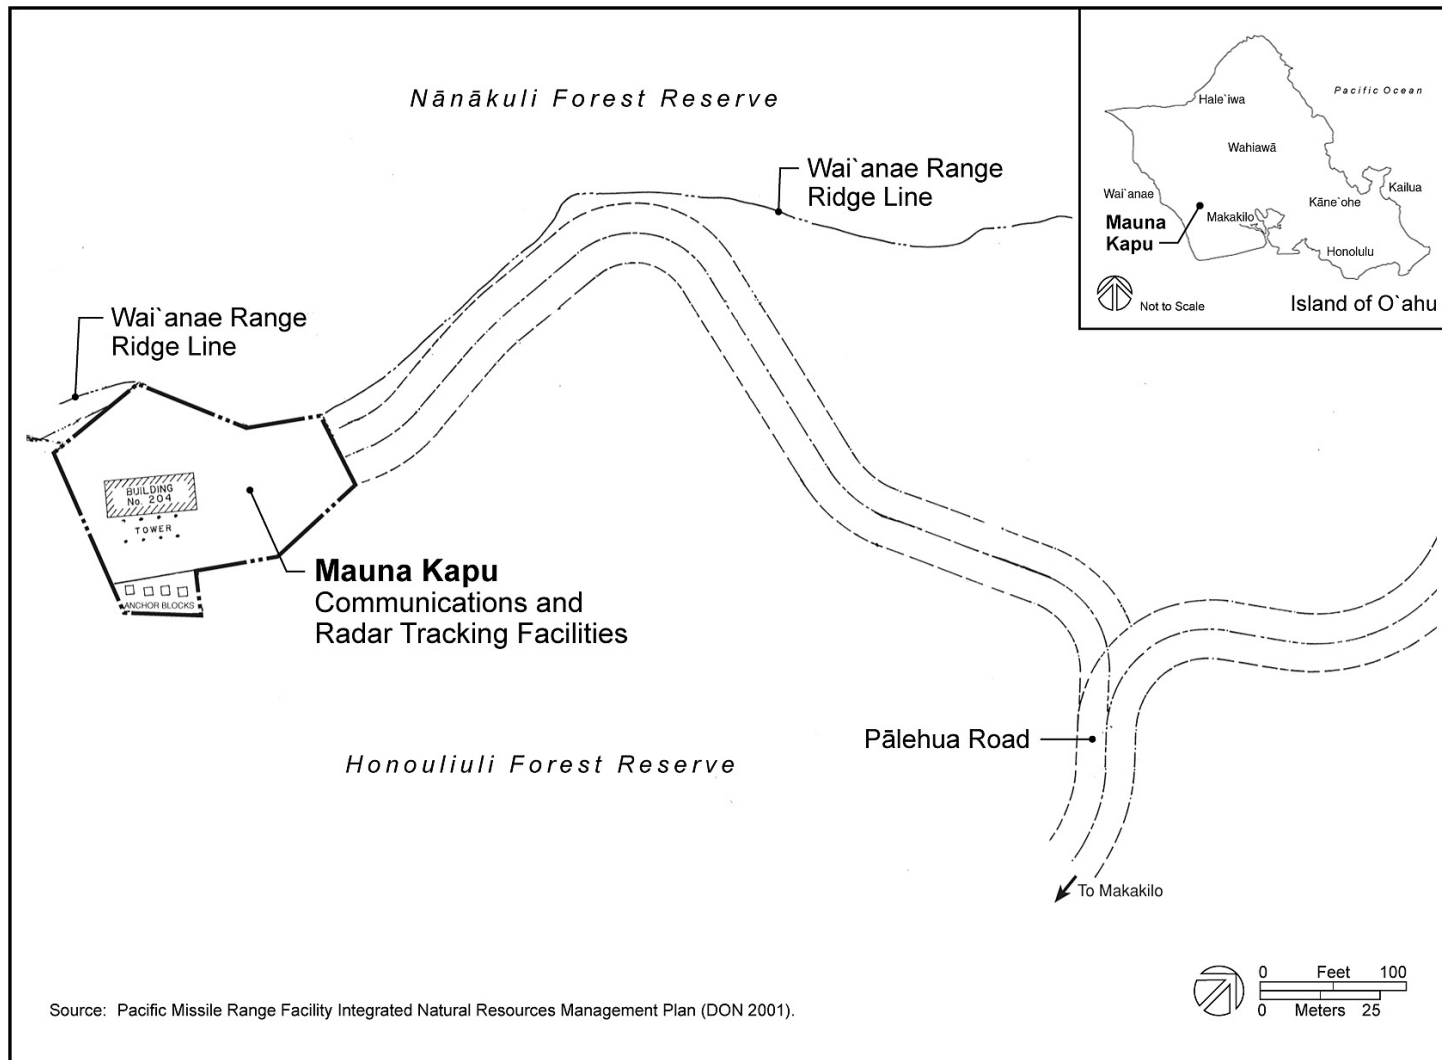 Nānākuli Forest Reserve
Wai`anae Range
Ridge Line
Pacific Ocean
Hale`iwa
Wahiawā
Wai`anae
Kailua
Kāne`ohe
Makakilo
Mauna
Kapu
Honolulu
Not to Scale
Island of O`ahu
Wai`anae Range
Ridge Line
BUILDING
No. 204
TOWER
ANCHOR BLOCKS
Mauna Kapu
Communications and
Radar Tracking Facilities
Pālehua Road
Honouliuli Forest Reserve
To Makakilo
0 Feet 100
0 Meters 25
Source: Pacific Missile Range Facility Integrated Natural Resources Management Plan (DON 2001).